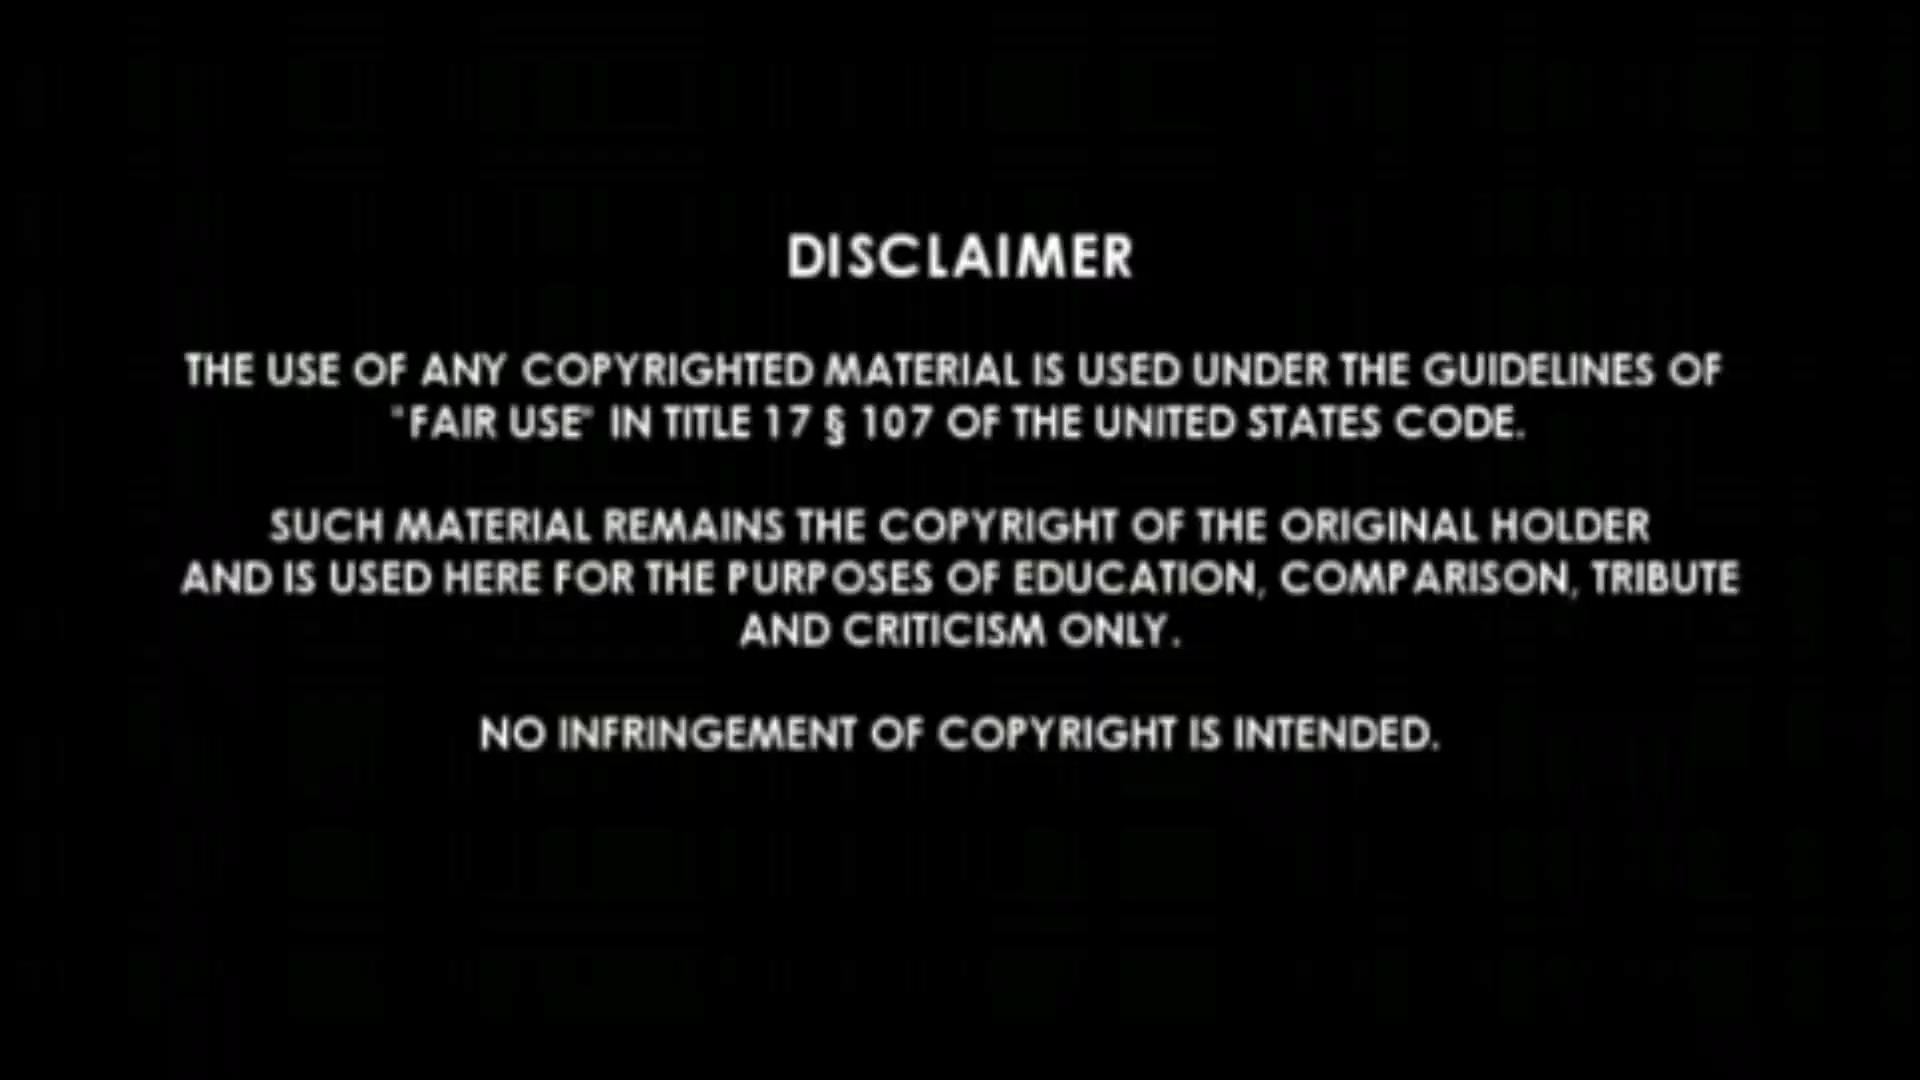 DISCLAIMER
THE USE OF ANY COPYRIGHTED MATERIAL IS USED UNDER THE GUIDELINES OF
"FAIR USE" IN TITLE 17 § 107 OF THE UNITED STATES CODE.
SUCH MATERIAL REMAINS THE COPYRIGHT OF THE ORIGINAL HOLDER
AND IS USED HERE FOR THE PURPOSES OF EDUCATION, COMPARISON, TRIBUTE
AND CRITICISM ONLY.
NO INFRINGEMENT OF COPYRIGHT IS INTENDED.